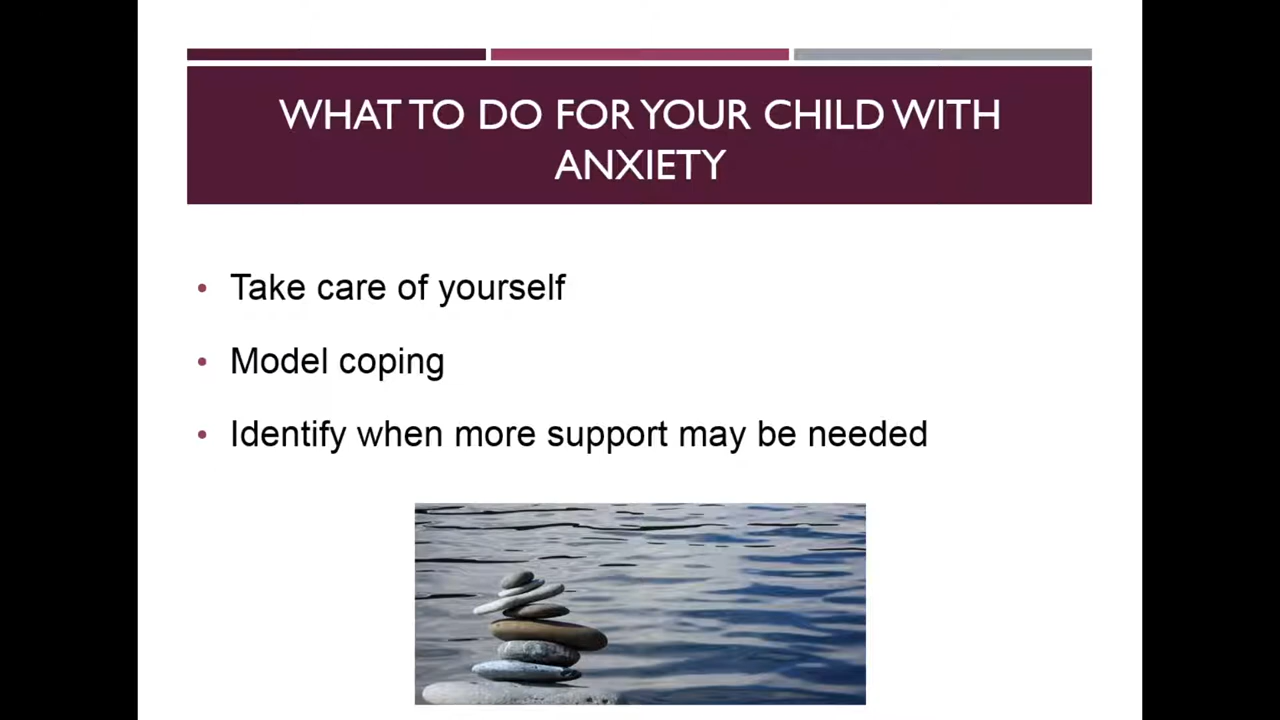 WHAT TO DO FOR YOUR CHILD WITH
ANXIETY
• Take care of yourself
• Model coping
• Identify when more support may be needed